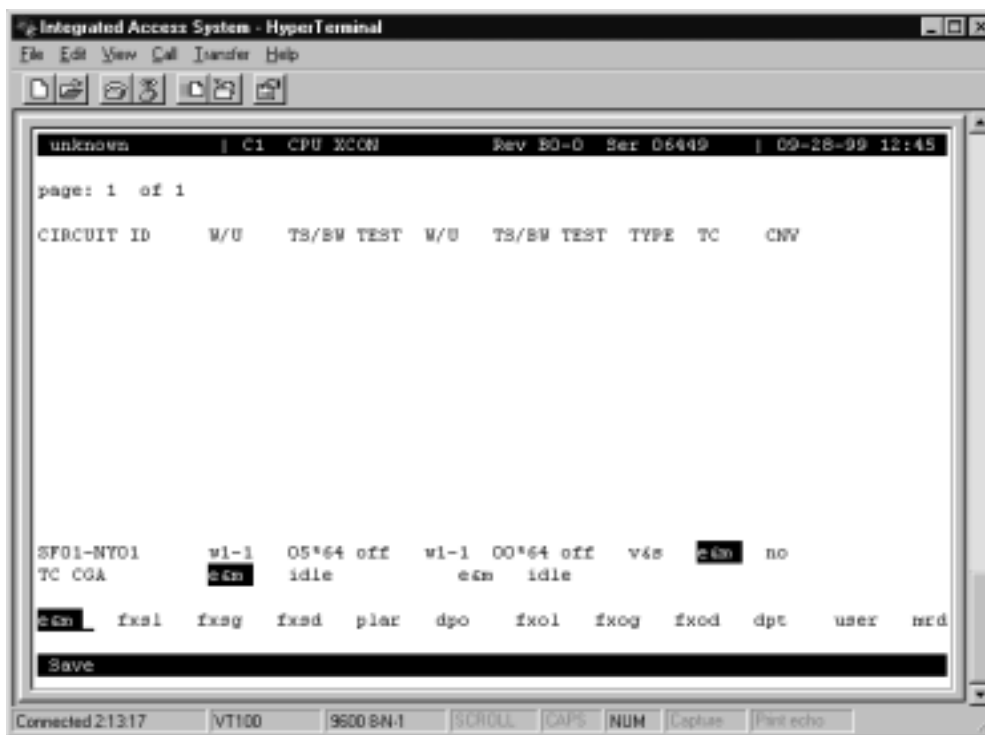 Integrated Access System - HyperTerminal
File Edit View Call Transfer Help
unknown | C1 CPU XCON Rev B0-0 Ser 06449 | 09-28-99 12:45
page: 1 of 1
CIRCUIT ID W/U TS/BW TEST W/U TS/BW TEST TYPE TC CNV
SF01-NY01 w1-1 05*64 off w1-1 00*64 off v&s e&m no
TC CGA e&m idle e&m idle
e&m_ fxsl fxsg fxsd plar dpo fxol fxog fxod dpt user mrd
Save
Connected 2:13:17 VT100 9600 8-N-1 SCROLL CAPS NUM Capture Print echo